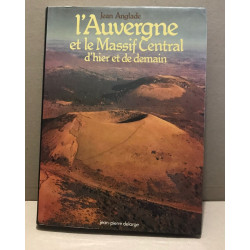 Jean Anglade
l'Auvergne
et le Massif Central
d'hier et de demain
jean-pierre delarge